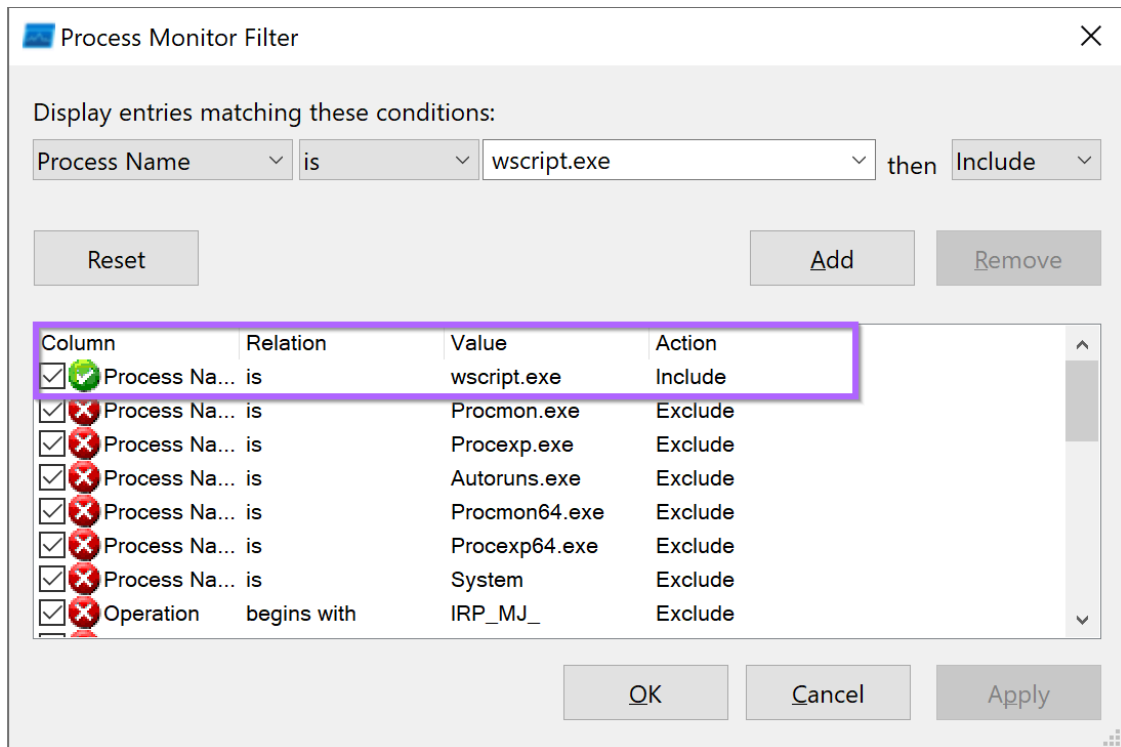 Process Monitor Filter
Display entries matching these conditions:
Process Name is wscript.exe then Include
Reset Add Remove
Column Relation Value Action
Process Na... is wscript.exe Include
Process Na... is Procmon.exe Exclude
Process Na... is Procexp.exe Exclude
Process Na... is Autoruns.exe Exclude
Process Na... is Procmon64.exe Exclude
Process Na... is Procexp64.exe Exclude
Process Na... is System Exclude
Operation begins with IRP_MJ_ Exclude
OK Cancel Apply